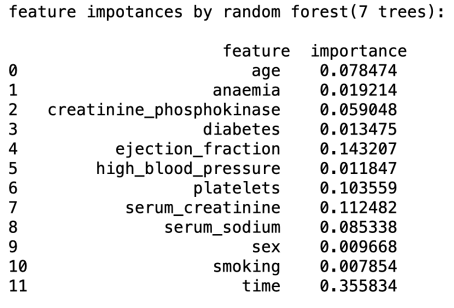 feature impotances by random forest(7 trees):
feature importance
0 age 0.078474
1 anaemia 0.019214
2 creatinine_phosphokinase 0.059048
3 diabetes 0.013475
4 ejection_fraction 0.143207
5 high_blood_pressure 0.011847
6 platelets 0.103559
7 serum_creatinine 0.112482
8 serum_sodium 0.085338
9 sex 0.009668
10 smoking 0.007854
11 time 0.355834